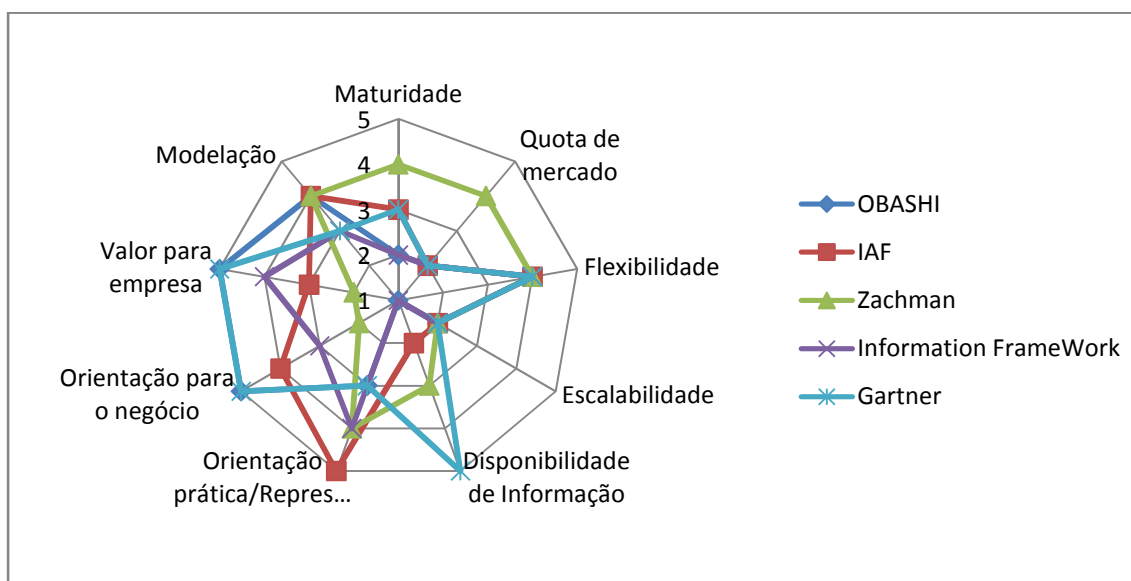 Maturidade
Quota de
mercado
Flexibilidade
Escalabilidade
Disponibilidade
de Informação
Orientação
prática/Repres...
Orientação para
o negócio
Valor para
empresa
Modelação
5
4
3
2
1
OBASHI
IAF
Zachman
Information FrameWork
Gartner